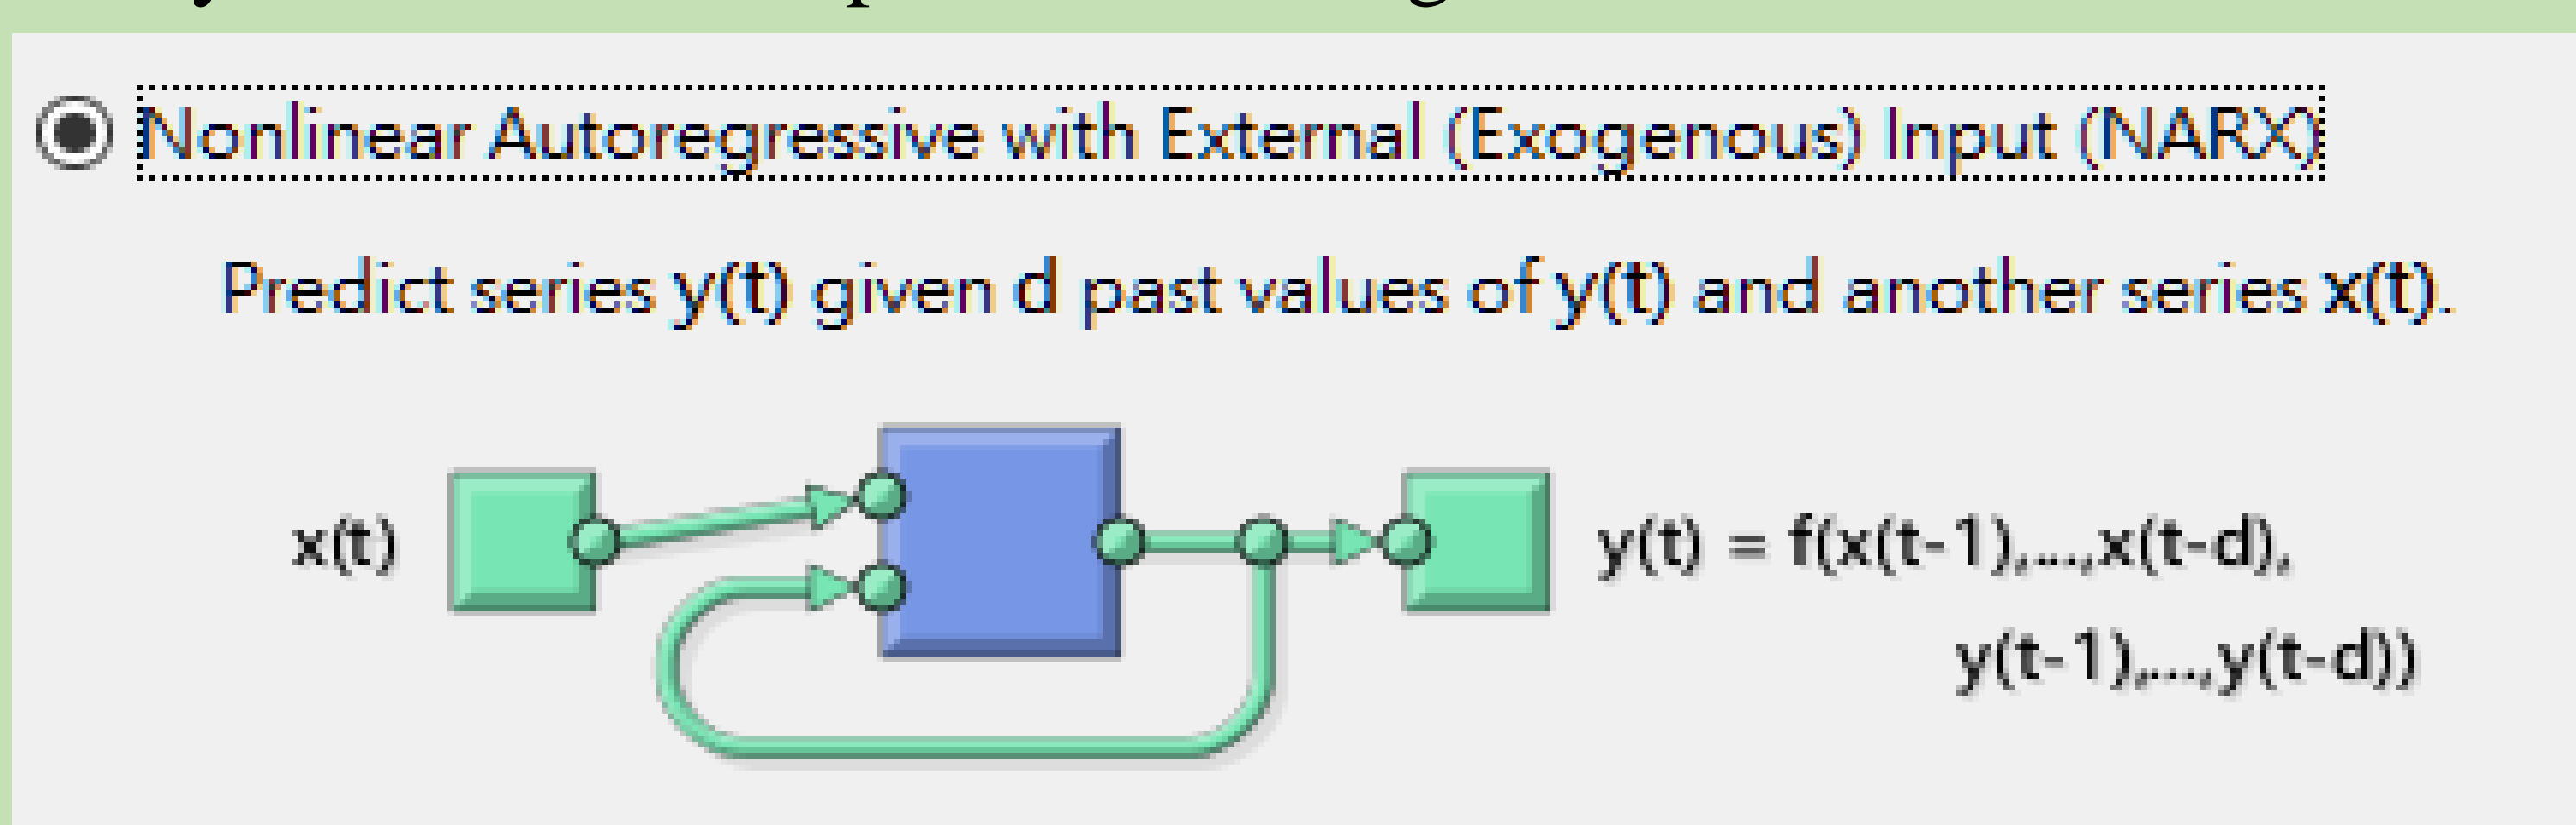 Nonlinear Autoregressive with External (Exogenous) Input (NARX)
Predict series y(t) given d past values of y(t) and another series x(t).
x(t)
y(t) = f(x(t-1),...,x(t-d),
y(t-1),...,y(t-d))